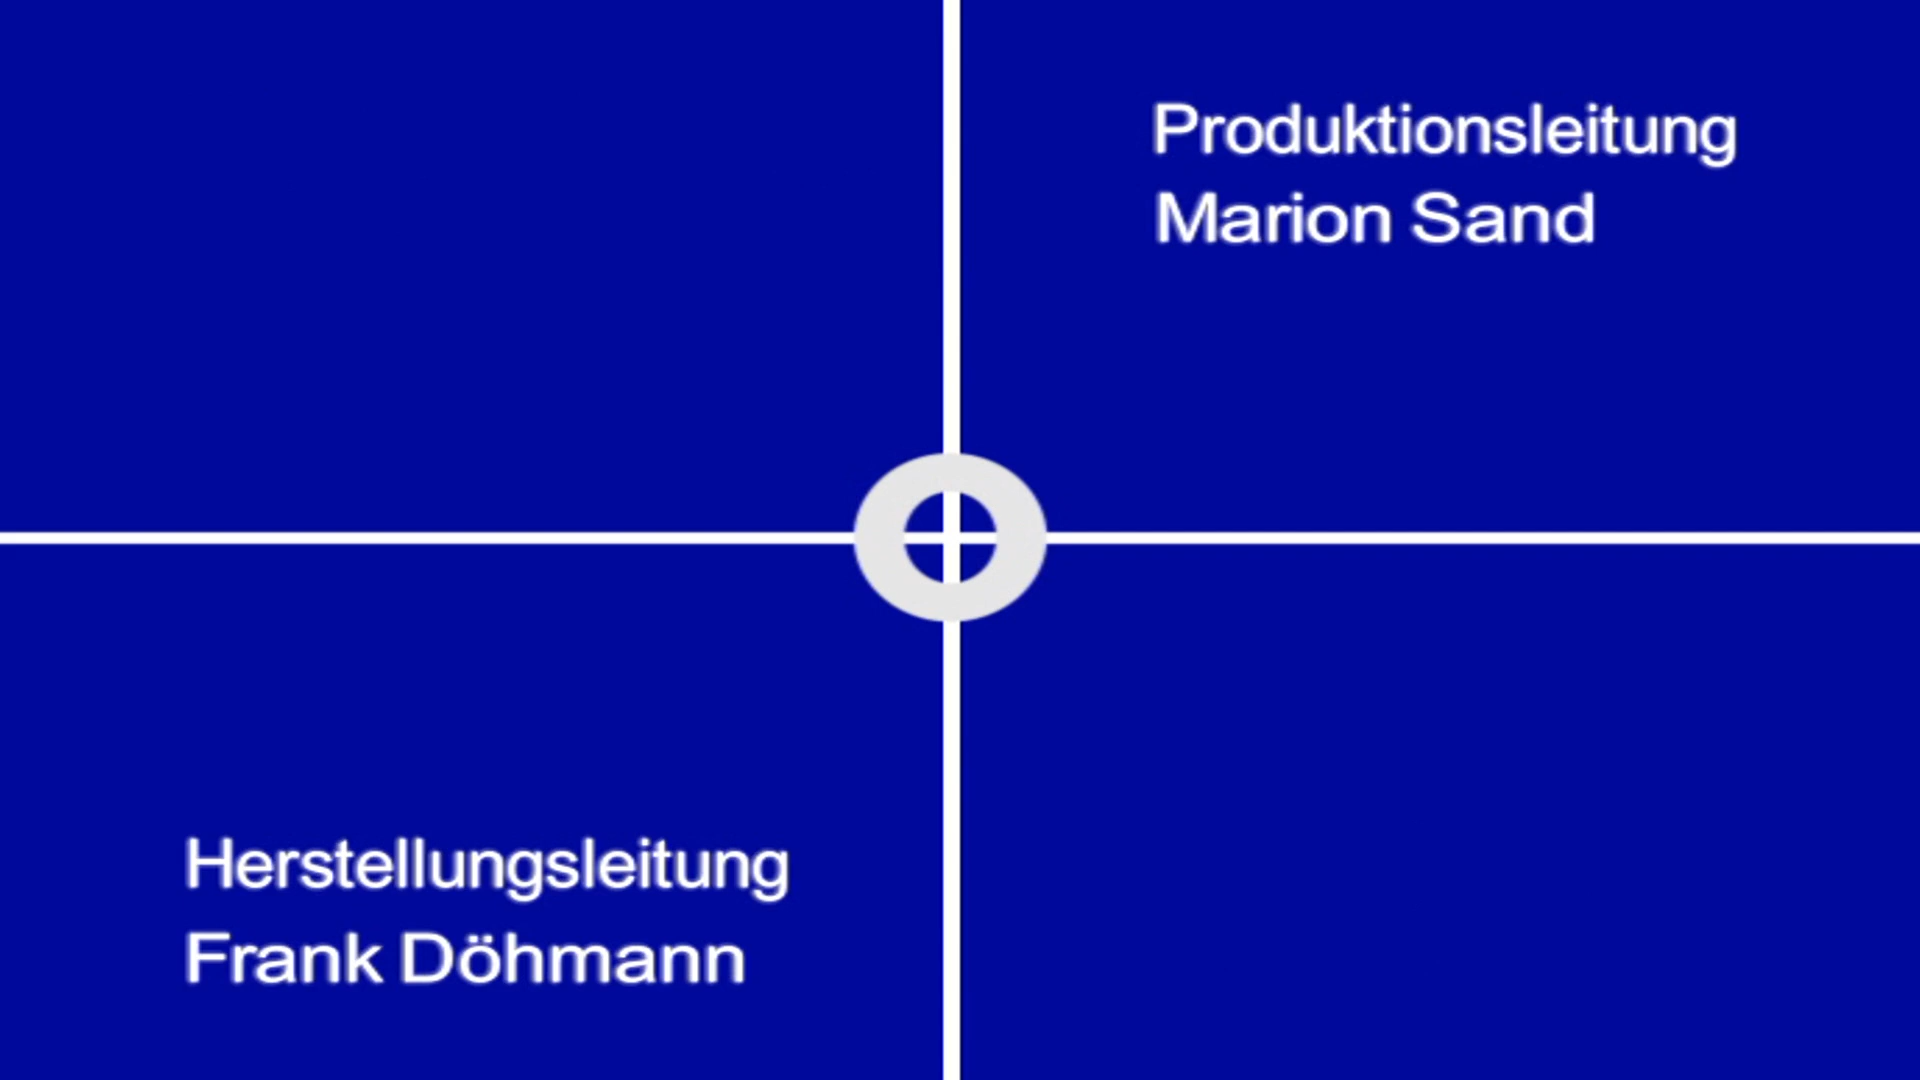 Produktionsleitung
Marion Sand
Herstellungsleitung
Frank Döhmann